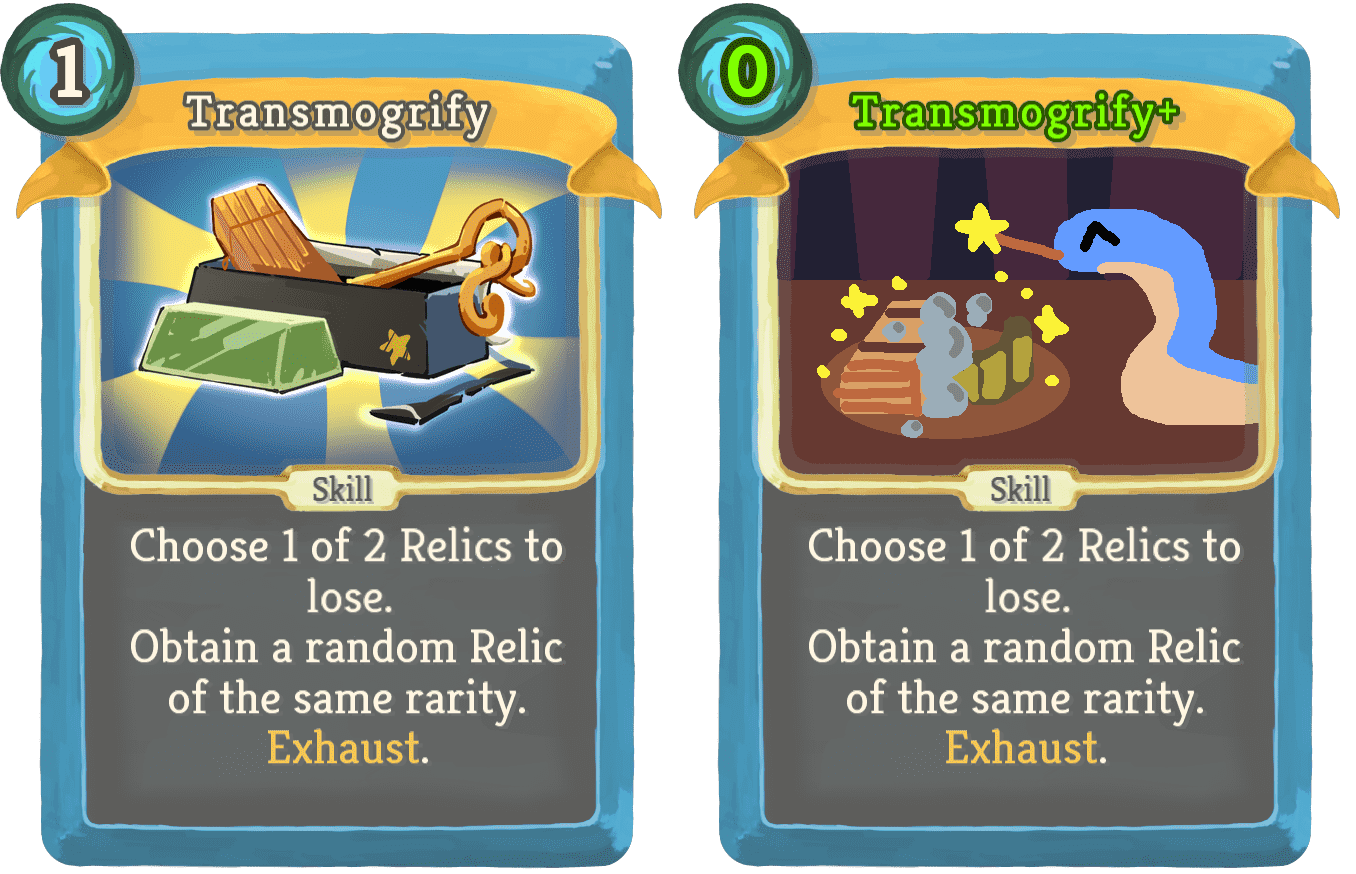 1
Transmogrify
Skill
Choose 1 of 2 Relics to
lose.
Obtain a random Relic
of the same rarity.
Exhaust.
0
Transmogrify+
Skill
Choose 1 of 2 Relics to
lose.
Obtain a random Relic
of the same rarity.
Exhaust.